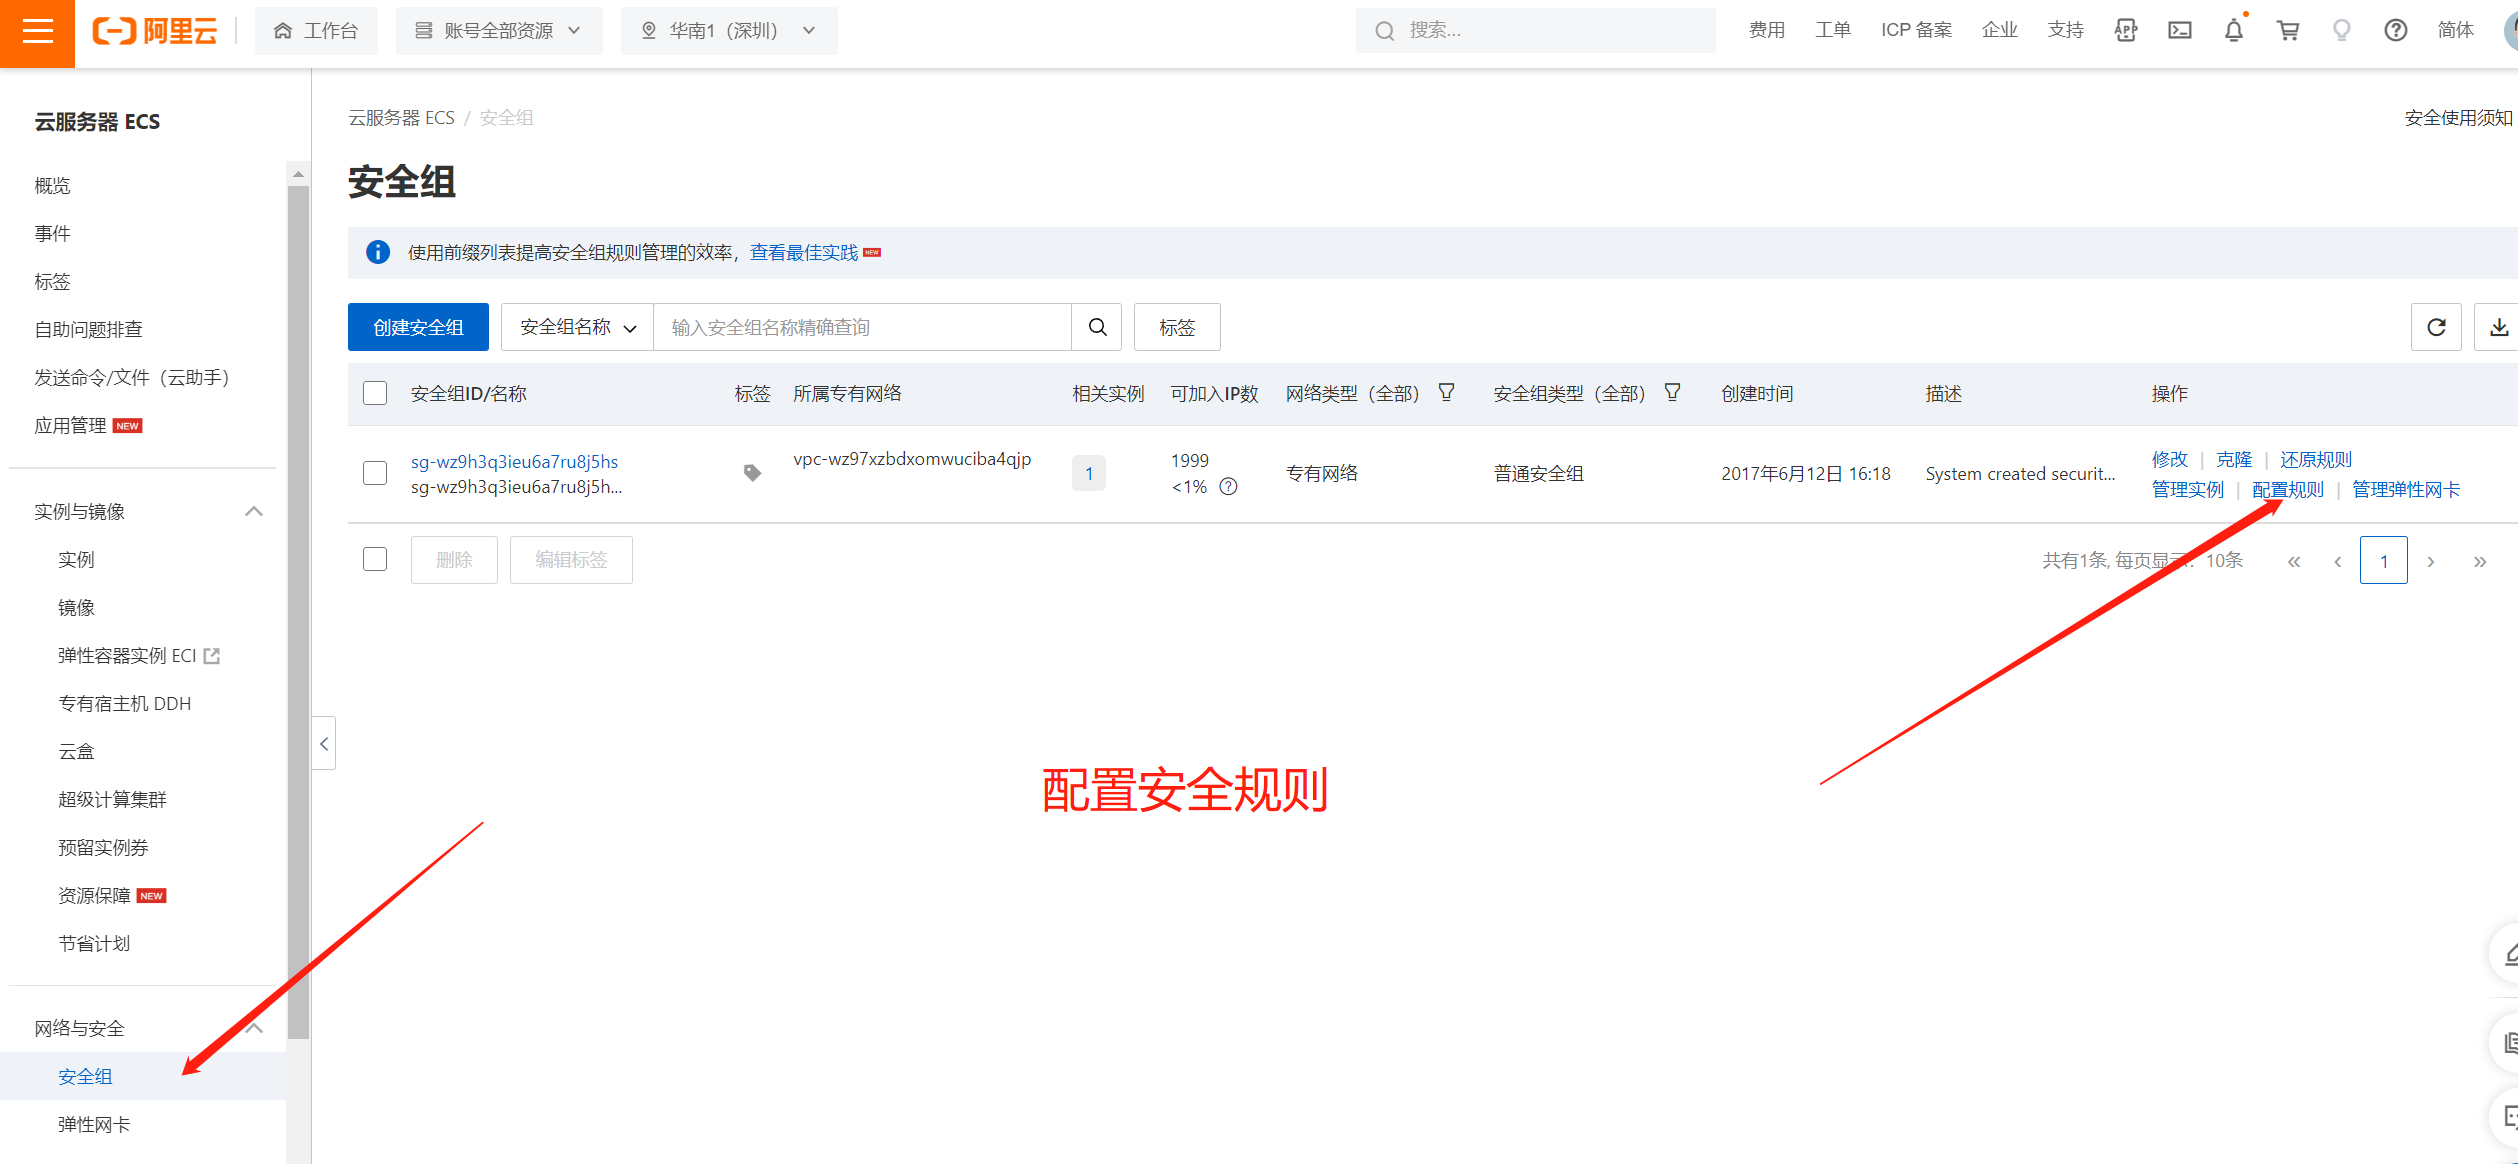 阿里云
工作台
账号全部资源
华南1（深圳）
搜索...
费用
工单
ICP 备案
企业
支持
APP
简体
云服务器 ECS
概览
事件
标签
自助问题排查
发送命令/文件（云助手）
应用管理 NEW
实例与镜像
实例
镜像
弹性容器实例 ECI
专有宿主机 DDH
云盒
超级计算集群
预留实例券
资源保障 NEW
节省计划
网络与安全
安全组
弹性网卡
云服务器 ECS / 安全组
安全使用须知
安全组
使用前缀列表提高安全组规则管理的效率，查看最佳实践 NEW
创建安全组
安全组名称
输入安全组名称精确查询
标签
安全组ID/名称
标签
所属专有网络
相关实例
可加入IP数
网络类型（全部）
安全组类型（全部）
创建时间
描述
操作
sg-wz9h3q3ieu6a7ru8j5hs
sg-wz9h3q3ieu6a7ru8j5h...
vpc-wz97xzbdxomwuciba4qjp
1
1999
<1%
专有网络
普通安全组
2017年6月12日 16:18
System created securit...
修改 | 克隆 | 还原规则
管理实例 | 配置规则 | 管理弹性网卡
删除
编辑标签
共有1条, 每页显示: 10条
« ‹ 1 › »
配置安全规则